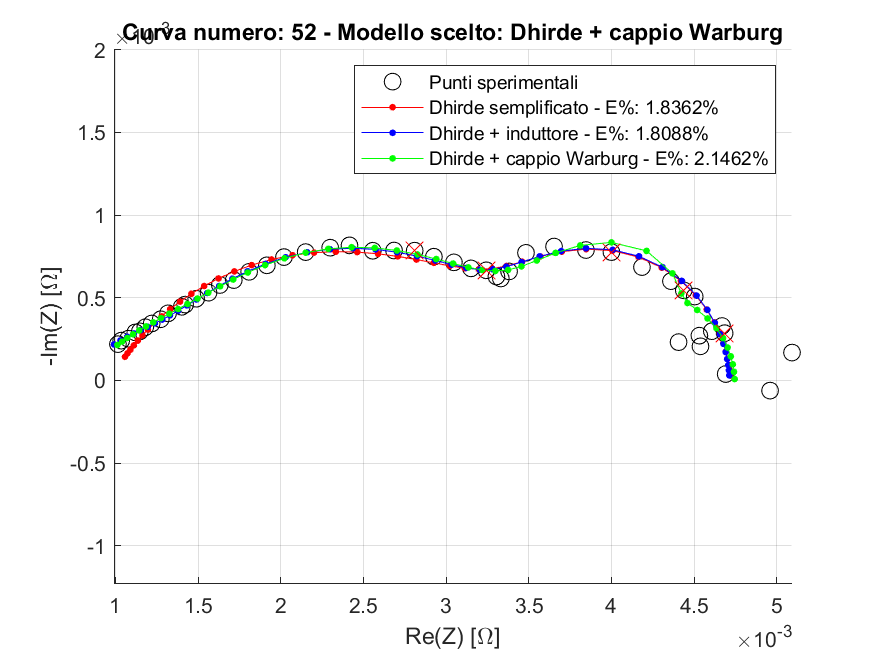 Curva numero: 52 - Modello scelto: Dhirde + cappio Warburg
×10⁻³
2
1.5
1
0.5
0
-0.5
-1
-Im(Z) [Ω]
Punti sperimentali
Dhirde semplificato - E%: 1.8362%
Dhirde + induttore - E%: 1.8088%
Dhirde + cappio Warburg - E%: 2.1462%
1 1.5 2 2.5 3 3.5 4 4.5 5
Re(Z) [Ω]
×10⁻³